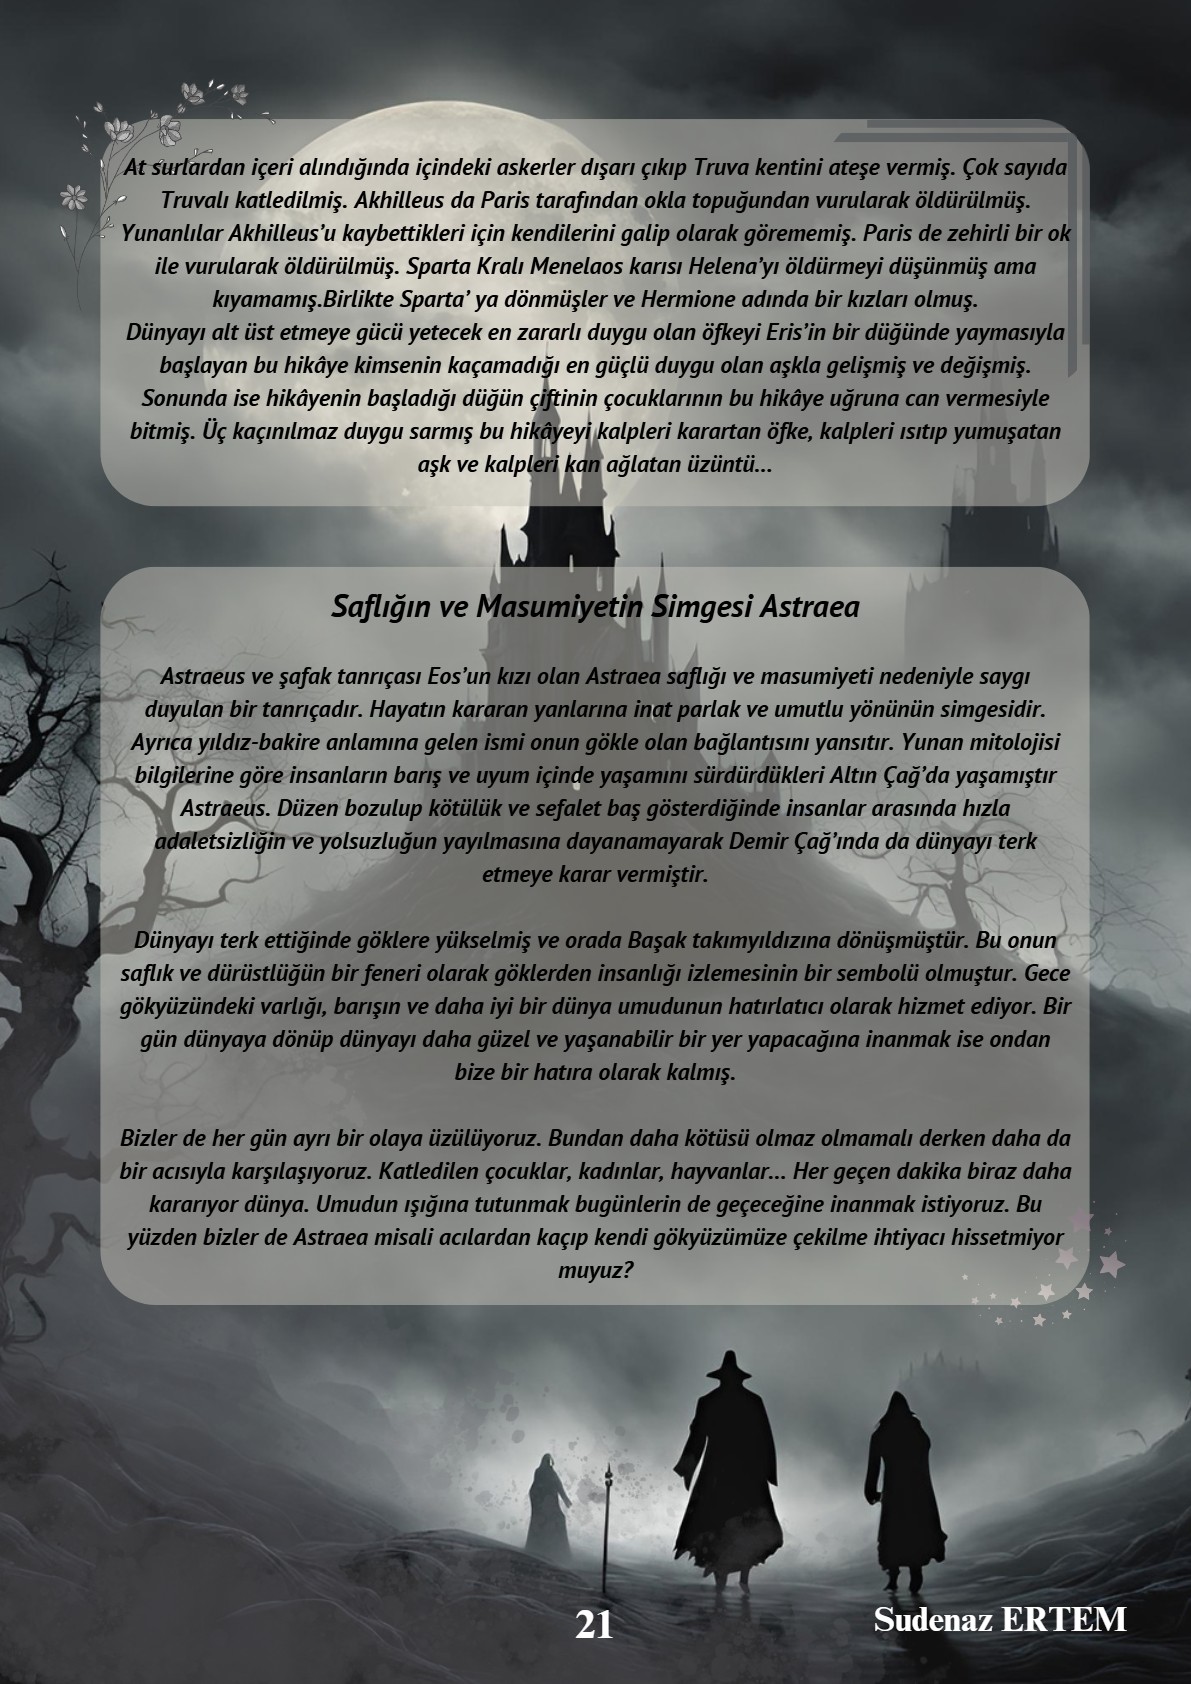 At surlardan içeri alındığında içindeki askerler dışarı çıkıp Truva kentini ateşe vermiş. Çok sayıda
Truvalı katledilmiş. Akhilleus da Paris tarafından okla topuğundan vurularak öldürülmüş.
Yunanlılar Akhilleus’u kaybettikleri için kendilerini galip olarak görememiş. Paris de zehirli bir ok
ile vurularak öldürülmüş. Sparta Kralı Menelaos karısı Helena’yı öldürmeyi düşünmüş ama
kıyamamış.Birlikte Sparta’ ya dönmüşler ve Hermione adında bir kızları olmuş.
Dünyayı alt üst etmeye gücü yetecek en zararlı duygu olan öfkeyi Eris’in bir düğünde yaymasıyla
başlayan bu hikâye kimsenin kaçamadığı en güçlü duygu olan aşkla gelişmiş ve değişmiş.
Sonunda ise hikâyenin başladığı düğün çiftinin çocuklarının bu hikâye uğruna can vermesiyle
bitmiş. Üç kaçınılmaz duygu sarmış bu hikâyeyi kalpleri karartan öfke, kalpleri ısıtıp yumuşatan
aşk ve kalpleri kan ağlatan üzüntü...
Saflığın ve Masumiyetin Simgesi Astraea
Astraeus ve şafak tanrıçası Eos’un kızı olan Astraea saflığı ve masumiyeti nedeniyle saygı
duyulan bir tanrıçadır. Hayatın kararan yanlarına inat parlak ve umutlu yönünün simgesidir.
Ayrıca yıldız-bakire anlamına gelen ismi onun gökle olan bağlantısını yansıtır. Yunan mitolojisi
bilgilerine göre insanların barış ve uyum içinde yaşamını sürdürdükleri Altın Çağ’da yaşamıştır
Astraeus. Düzen bozulup kötülük ve sefalet baş gösterdiğinde insanlar arasında hızla
adaletsizliğin ve yolsuzluğun yayılmasına dayanamayarak Demir Çağ’ında da dünyayı terk
etmeye karar vermiştir.
Dünyayı terk ettiğinde göklere yükselmiş ve orada Başak takımyıldızına dönüşmüştür. Bu onun
saflık ve dürüstlüğün bir feneri olarak göklerden insanlığı izlemesinin bir sembolü olmuştur. Gece
gökyüzündeki varlığı, barışın ve daha iyi bir dünya umudunun hatırlatıcı olarak hizmet ediyor. Bir
gün dünyaya dönüp dünyayı daha güzel ve yaşanabilir bir yer yapacağına inanmak ise ondan
bize bir hatıra olarak kalmış.
Bizler de her gün ayrı bir olaya üzülüyoruz. Bundan daha kötüsü olmaz olmamalı derken daha da
bir acısıyla karşılaşıyoruz. Katledilen çocuklar, kadınlar, hayvanlar... Her geçen dakika biraz daha
kararıyor dünya. Umudun ışığına tutunmak bugünlerin de geçeceğine inanmak istiyoruz. Bu
yüzden bizler de Astraea misali acılardan kaçıp kendi gökyüzümüze çekilme ihtiyacı hissetmiyor
muyuz?
21
Sudenaz ERTEM